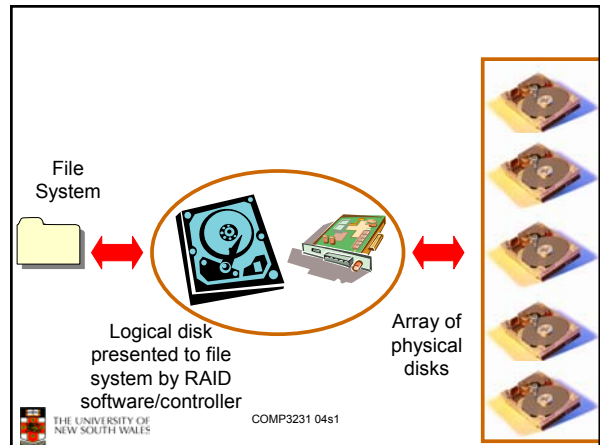 File
System
Logical disk
presented to file
system by RAID
software/controller
Array of
physical
disks
THE UNIVERSITY OF
NEW SOUTH WALES
COMP3231 04s1